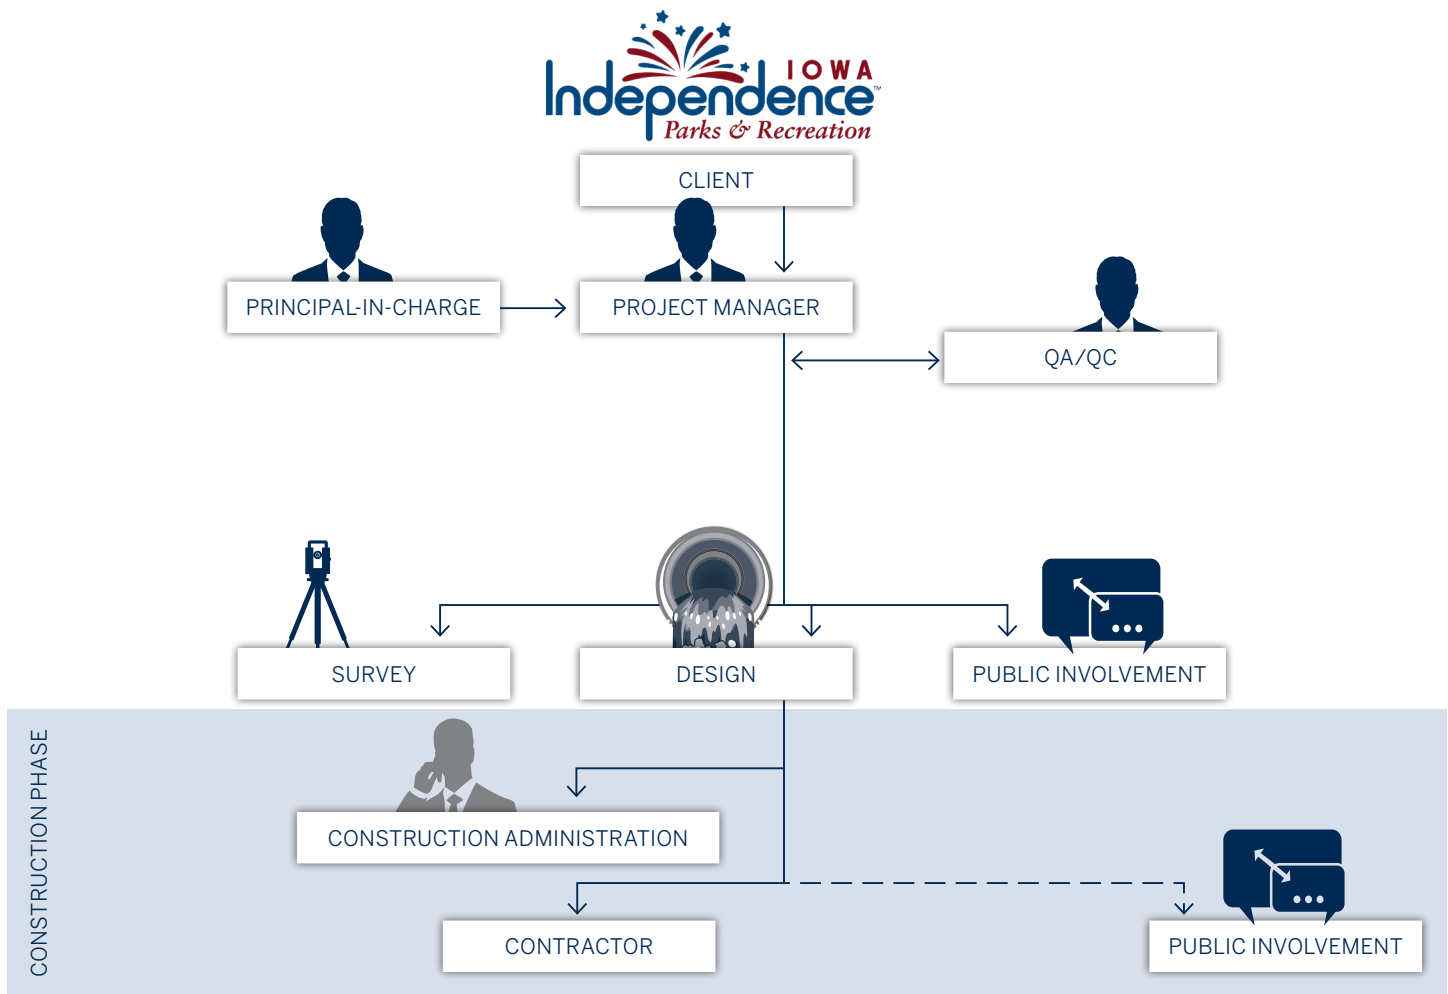 IOWA
Independence™
Parks & Recreation
CLIENT
PRINCIPAL-IN-CHARGE
PROJECT MANAGER
QA/QC
SURVEY
DESIGN
PUBLIC INVOLVEMENT
CONSTRUCTION PHASE
CONSTRUCTION ADMINISTRATION
CONTRACTOR
PUBLIC INVOLVEMENT